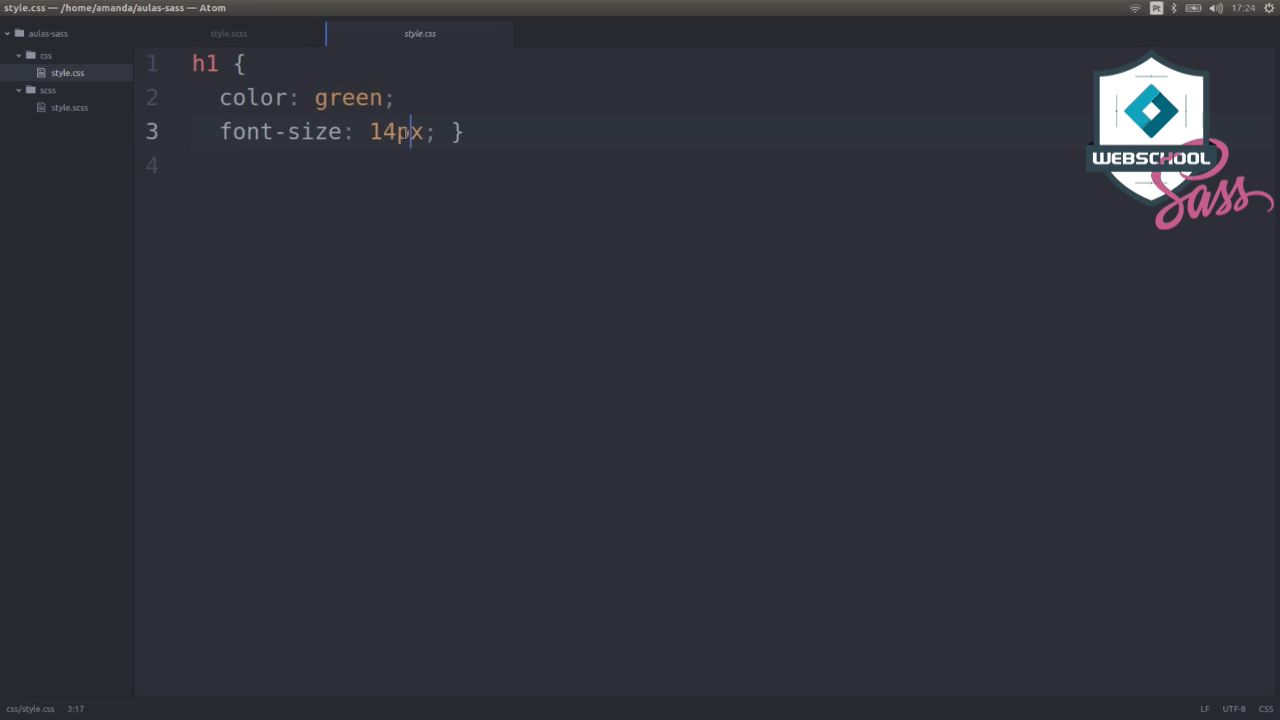 style.css — /home/amanda/aulas-sass — Atom
Pt
17:24
aulas-sass
css
style.css
scss
style.scss
style.scss
style.css
1 h1 {
2 color: green;
3 font-size: 14px; }
4
WEBSCHOOL
Sass
css/style.css 3:17
LF UTF-8 CSS